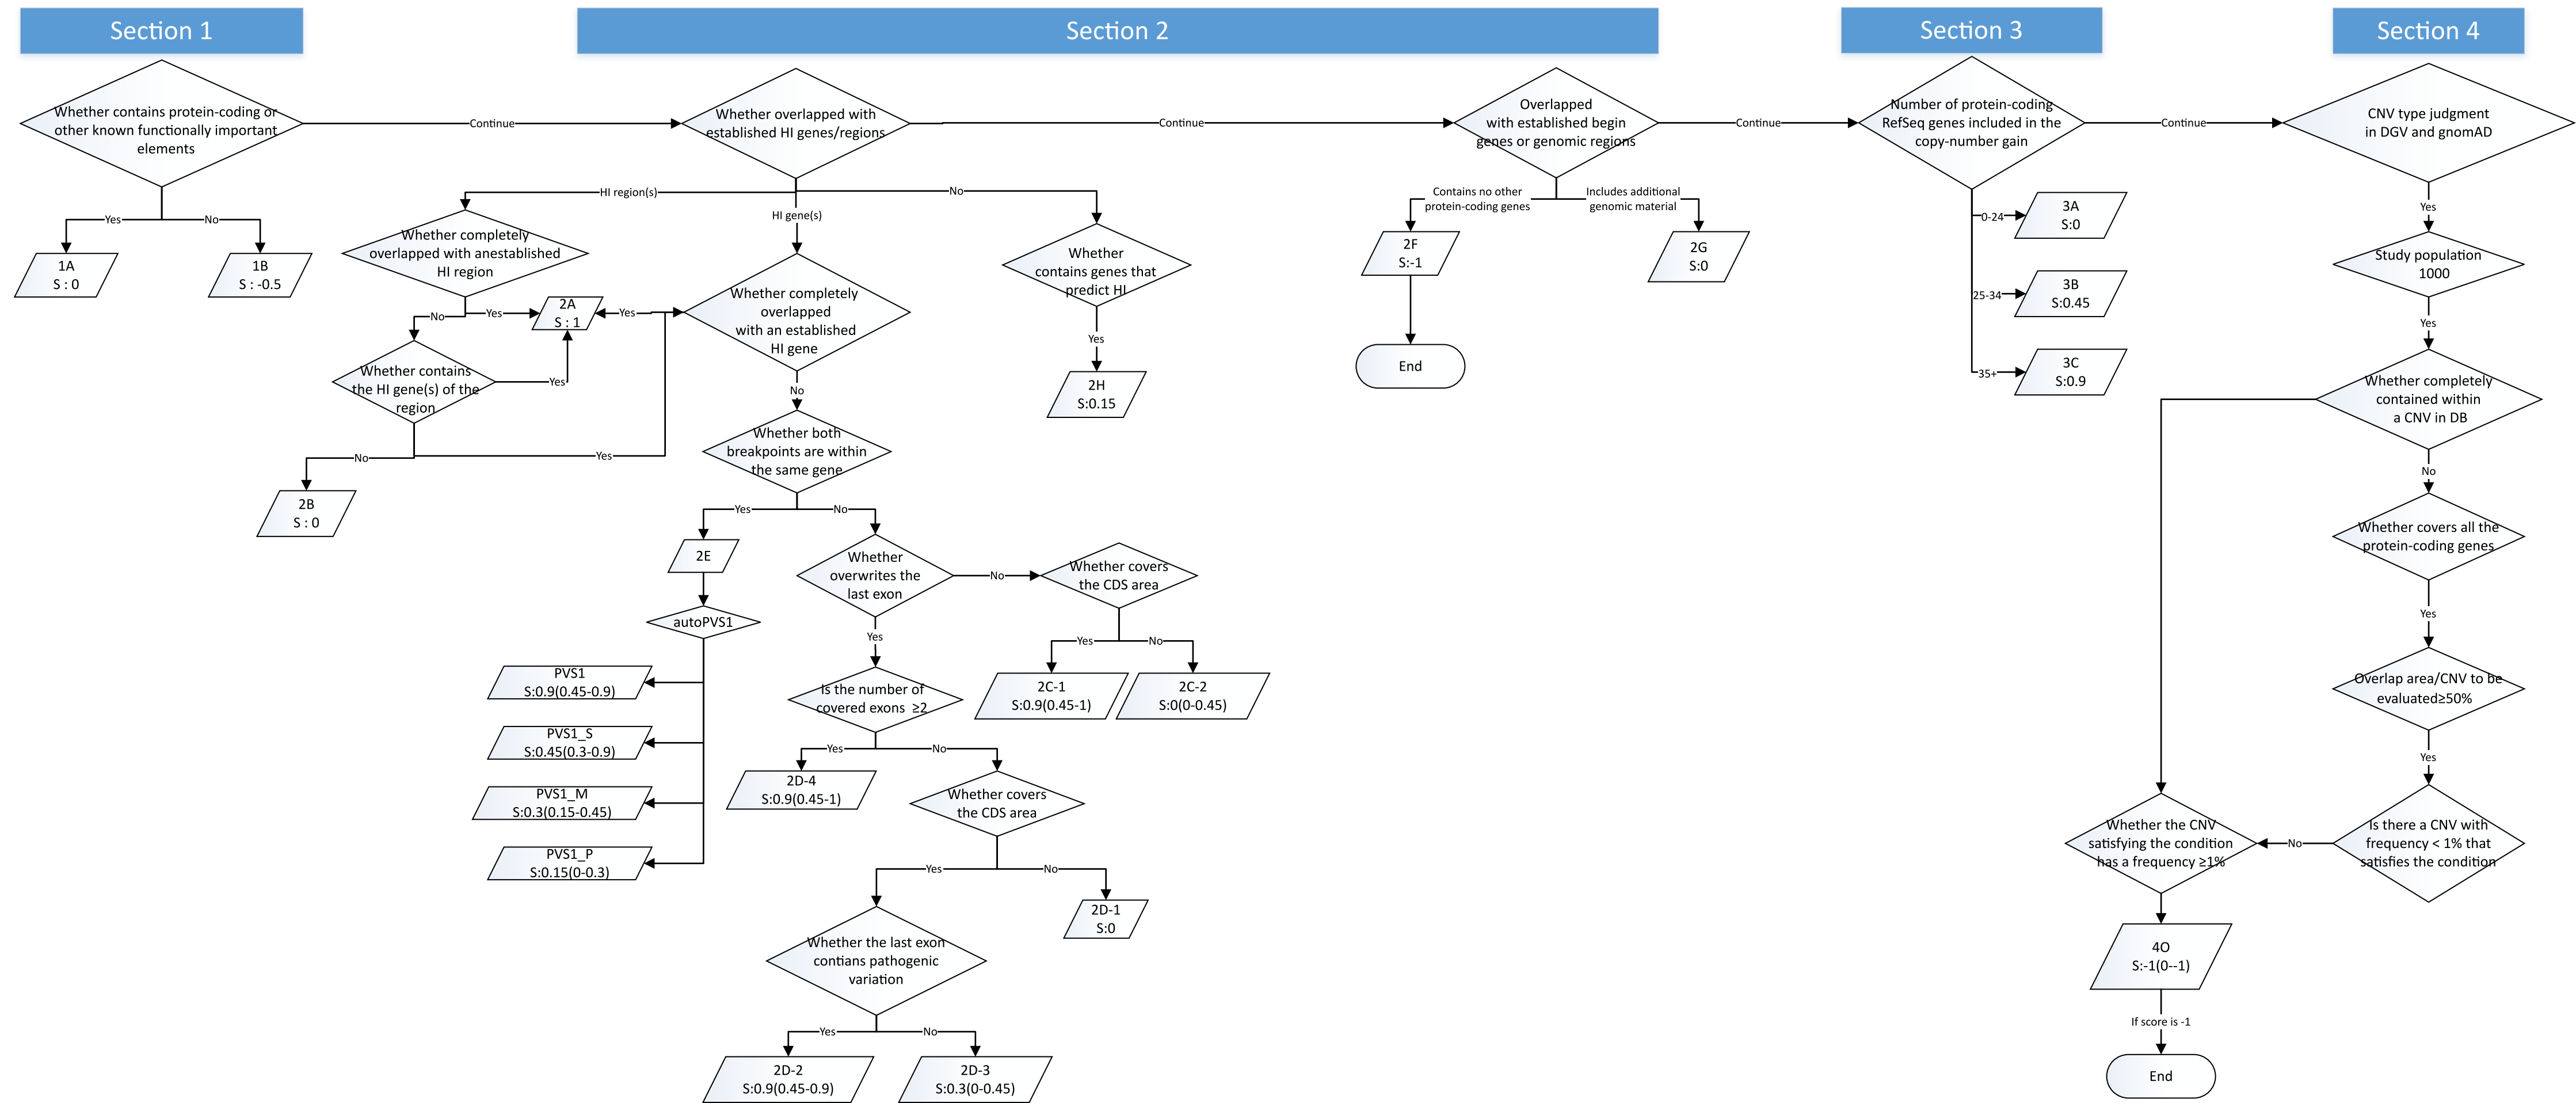 Section 1
Section 2
Section 3
Section 4
Whether contains protein-coding or
other known functionally important
elements
Continue
Yes
No
1A
S : 0
1B
S : -0.5
Whether overlapped with
established HI genes/regions
Continue
HI region(s)
HI gene(s)
No
Whether completely
overlapped with anestablished
HI region
No
Yes
2A
S : 1
Yes
Whether contains
the HI gene(s) of the
region
Yes
No
Yes
2B
S : 0
Whether completely
overlapped
with an established
HI gene
No
Whether both
breakpoints are within
the same gene
Yes
No
2E
autoPVS1
PVS1
S:0.9(0.45-0.9)
PVS1_S
S:0.45(0.3-0.9)
PVS1_M
S:0.3(0.15-0.45)
PVS1_P
S:0.15(0-0.3)
Whether
overwrites the
last exon
No
Whether covers
the CDS area
Yes
No
2C-1
S:0.9(0.45-1)
2C-2
S:0(0-0.45)
Yes
Is the number of
covered exons ≥2
Yes
No
2D-4
S:0.9(0.45-1)
Whether covers
the CDS area
Yes
No
2D-1
S:0
Whether the last exon
contians pathogenic
variation
Yes
No
2D-2
S:0.9(0.45-0.9)
2D-3
S:0.3(0-0.45)
Whether
contains genes that
predict HI
Yes
2H
S:0.15
Overlapped
with established begin
genes or genomic regions
Continue
Contains no other
protein-coding genes
Includes additional
genomic material
2F
S:-1
2G
S:0
End
Number of protein-coding
RefSeq genes included in the
copy-number gain
Continue
0-24
3A
S:0
25-34
3B
S:0.45
35+
3C
S:0.9
CNV type judgment
in DGV and gnomAD
Yes
Study population
1000
Yes
Whether completely
contained within
a CNV in DB
No
Whether covers all the
protein-coding genes
Yes
Overlap area/CNV to be
evaluated≥50%
Yes
Is there a CNV with
frequency < 1% that
satisfies the condition
No
Whether the CNV
satisfying the condition
has a frequency ≥1%
4O
S:-1(0--1)
If score is -1
End